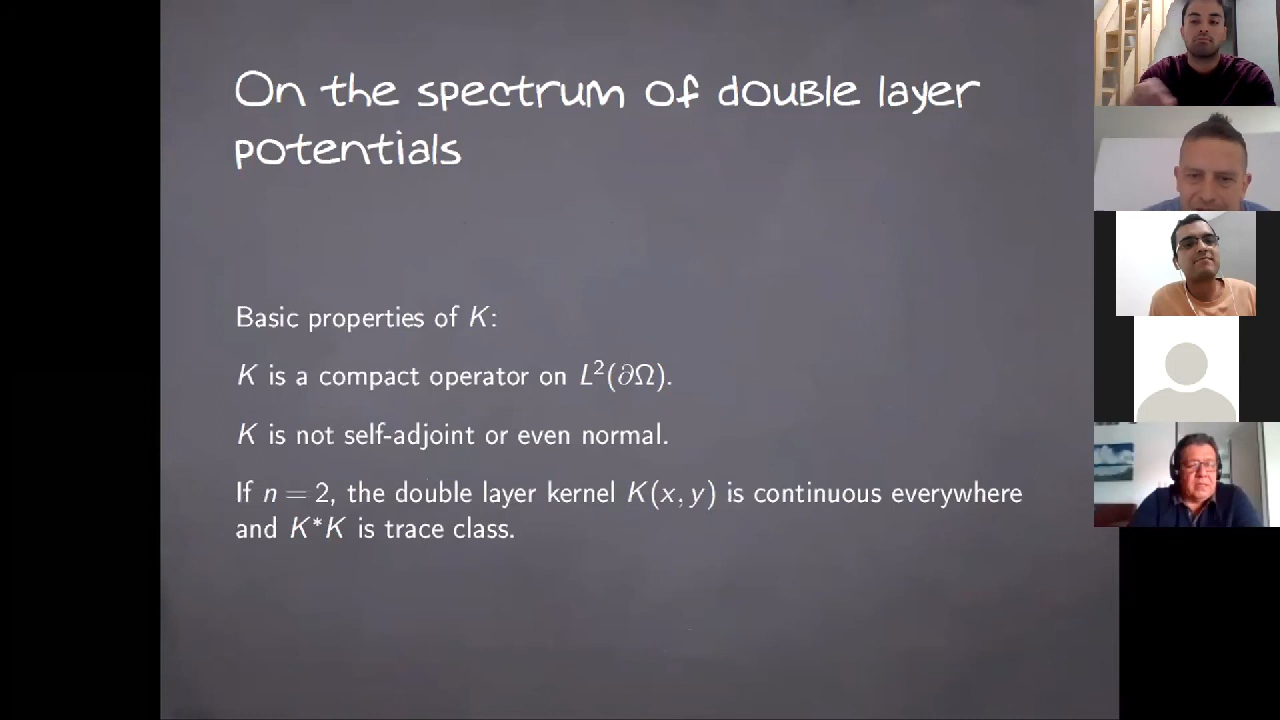 On the spectrum of double layer
potentials
Basic properties of K:
K is a compact operator on L²(∂Ω).
K is not self-adjoint or even normal.
If n = 2, the double layer kernel K(x, y) is continuous everywhere
and K*K is trace class.